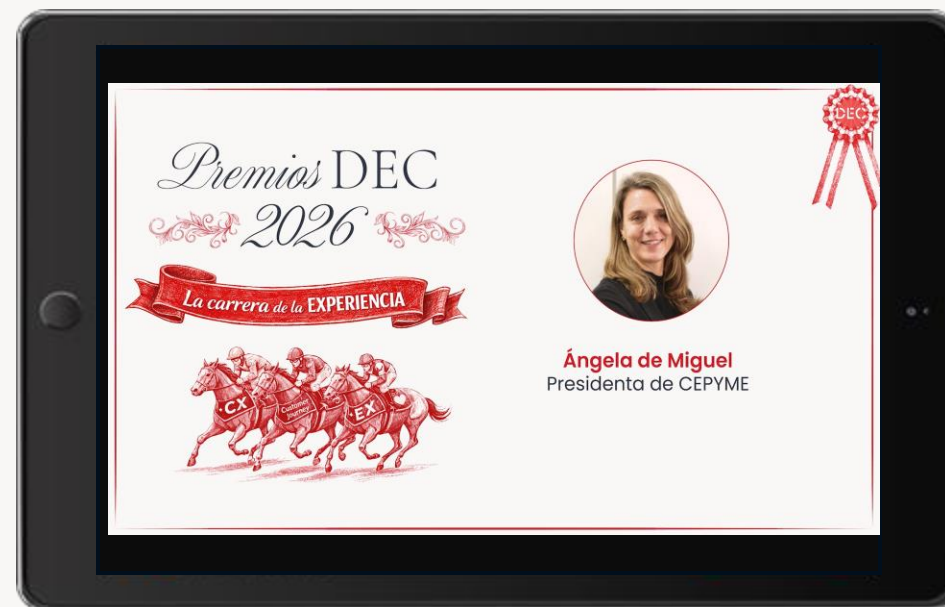 Premios DEC
2026
La carrera de la EXPERIENCIA
CX
Customer
Journey
EX
DEC
Ángela de Miguel
Presidenta de CEPYME